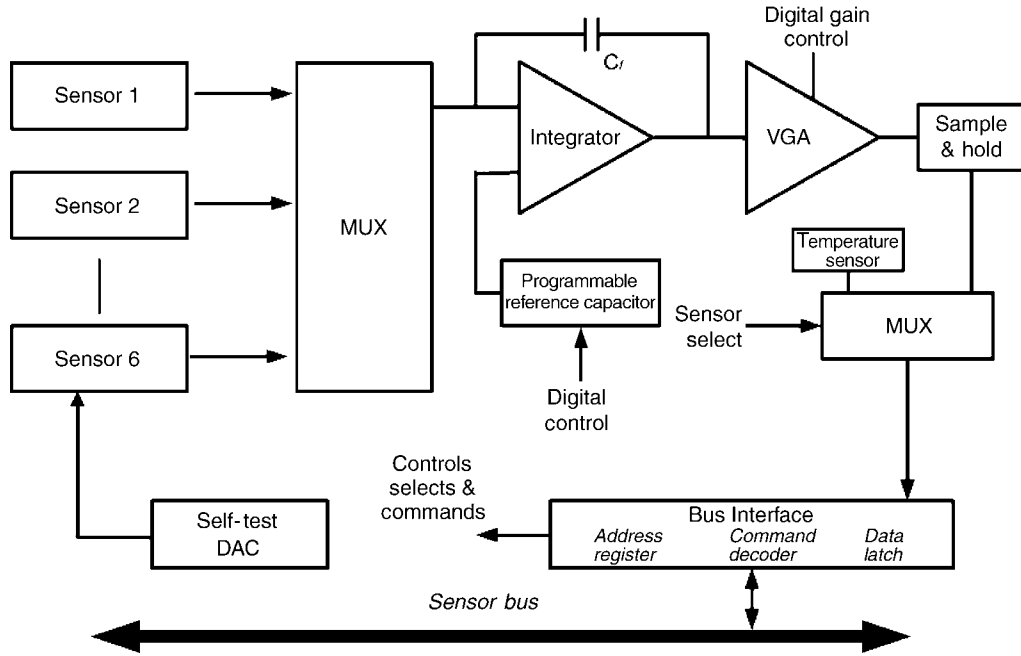 Digital gain
control
Sensor 1
Sensor 2
Sensor 6
MUX
Cf
Integrator
VGA
Sample
& hold
Programmable
reference capacitor
Digital
control
Temperature
sensor
Sensor
select
MUX
Self-test
DAC
Controls
selects &
commands
Bus Interface
Address
register
Command
decoder
Data
latch
Sensor bus